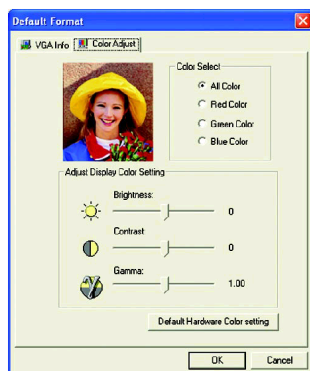 Default Format
VGA Info
Color Adjust
Color Select
All Color
Red Color
Green Color
Blue Color
Adjust Display Color Setting
Brightness:
0
Contrast:
0
Gamma:
1.00
Default Hardware Color setting
OK
Cancel